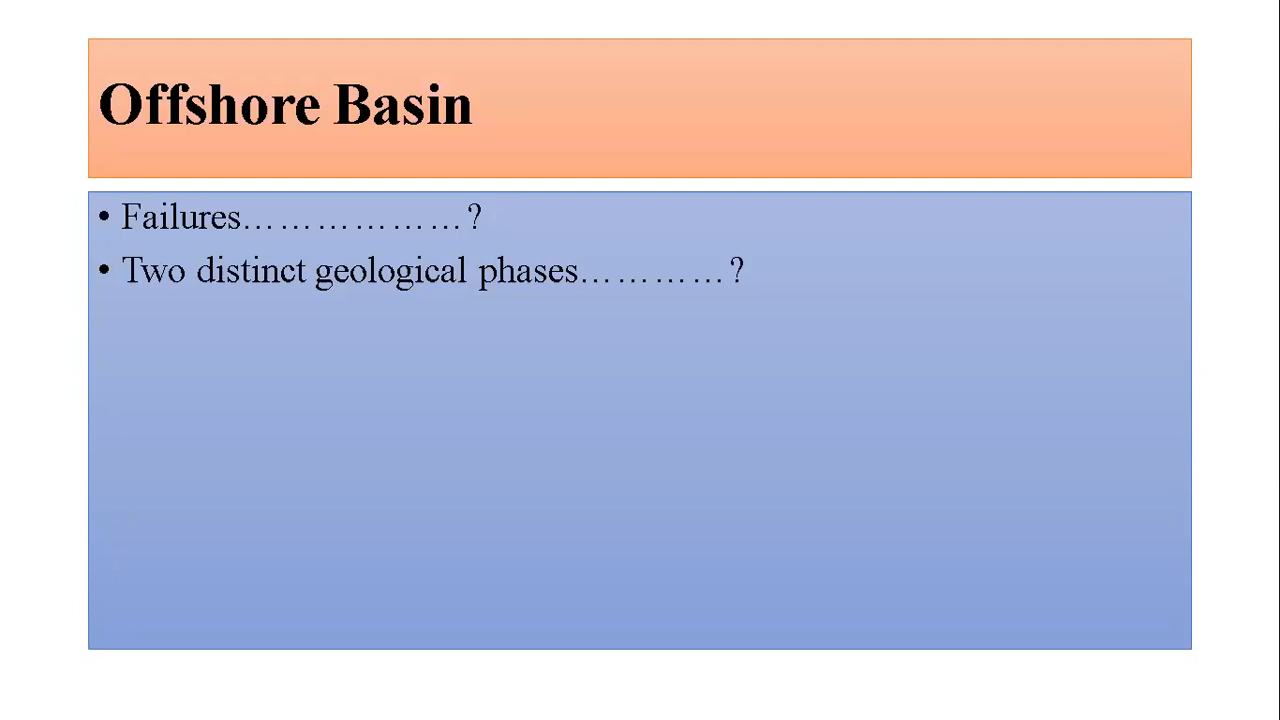 Offshore Basin
• Failures………………?
• Two distinct geological phases…………?